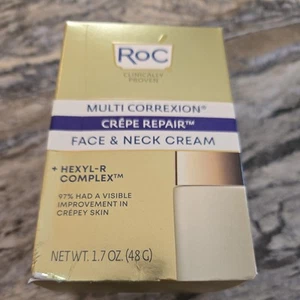 RoC
CLINICALLY
PROVEN
MULTI CORREXION®
CRÊPE REPAIR™
FACE & NECK CREAM
+ HEXYL-R
COMPLEX™
97% HAD A VISIBLE
IMPROVEMENT IN
CREPEY SKIN
NET WT. 1.7 OZ. (48 G)